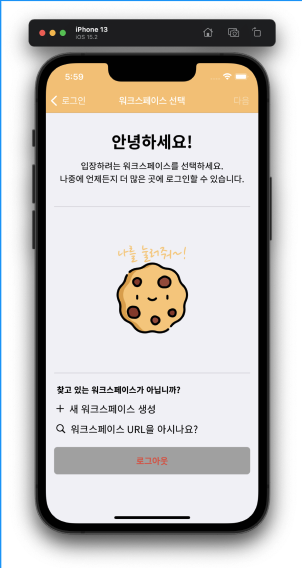 iPhone 13
iOS 15.2
5:59
로그인
워크스페이스 선택
다음
안녕하세요!
입장하려는 워크스페이스를 선택하세요.
나중에 언제든지 더 많은 곳에 로그인할 수 있습니다.
나를 눌러줘~!
찾고 있는 워크스페이스가 아닙니까?
새 워크스페이스 생성
워크스페이스 URL을 아시나요?
로그아웃